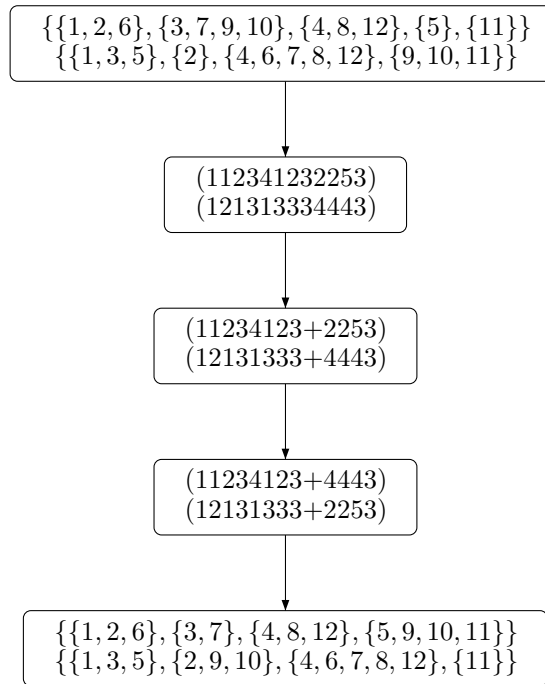 {{1, 2, 6}, {3, 7, 9, 10}, {4, 8, 12}, {5}, {11}}
{{1, 3, 5}, {2}, {4, 6, 7, 8, 12}, {9, 10, 11}}
(112341232253)
(121313334443)
(11234123+2253)
(12131333+4443)
(11234123+4443)
(12131333+2253)
{{1, 2, 6}, {3, 7}, {4, 8, 12}, {5, 9, 10, 11}}
{{1, 3, 5}, {2, 9, 10}, {4, 6, 7, 8, 12}, {11}}